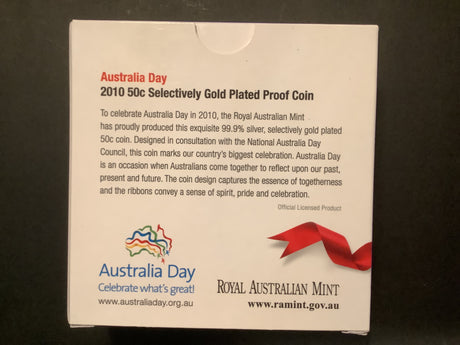 Australia Day
2010 50c Selectively Gold Plated Proof Coin
To celebrate Australia Day in 2010, the Royal Australian Mint
has proudly produced this exquisite 99.9% silver, selectively gold plated
50c coin. Designed in consultation with the National Australia Day
Council, this coin marks our country's biggest celebration. Australia Day
is an occasion when Australians come together to reflect upon our past,
present and future. The coin design captures the essence of togetherness
and the ribbons convey a sense of spirit, pride and celebration.
Official Licensed Product
Australia Day
Celebrate what's great!
www.australiaday.org.au
ROYAL AUSTRALIAN MINT
www.ramint.gov.au